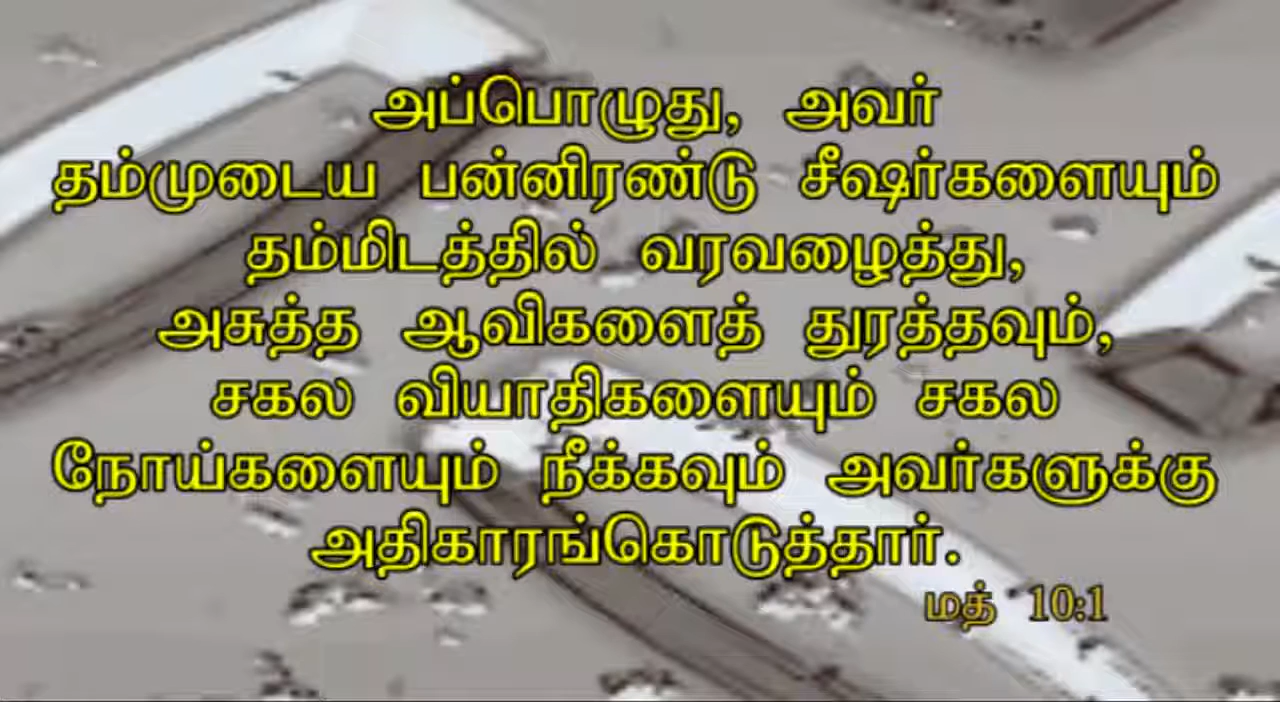 அப்பொழுது, அவர்
தம்முடைய பன்னிரண்டு சீஷர்களையும்
தம்மிடத்தில் வரவழைத்து,
அசுத்த ஆவிகளைத் துரத்தவும்,
சகல வியாதிகளையும் சகல
நோய்களையும் நீக்கவும் அவர்களுக்கு
அதிகாரங்கொடுத்தார்.
மத் 10:1